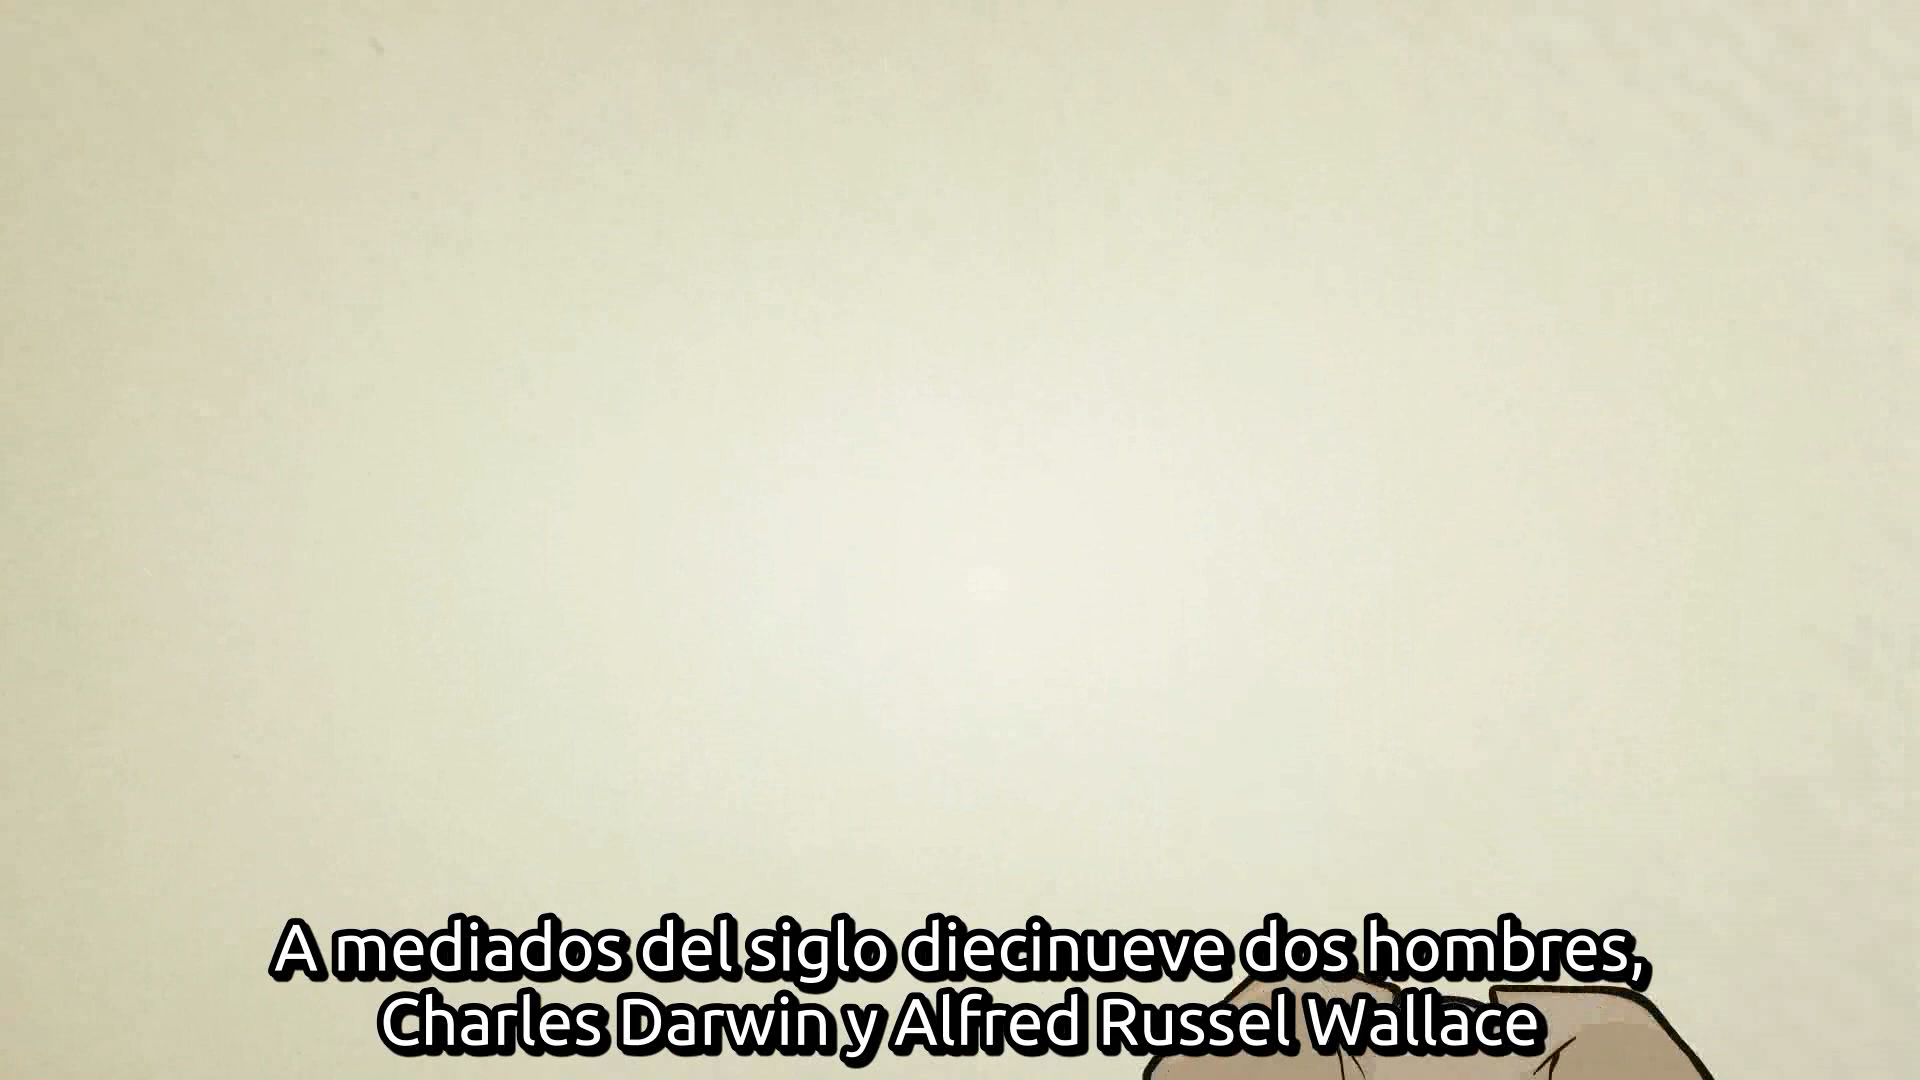 A mediados del siglo diecinueve dos hombres,
Charles Darwin y Alfred Russel Wallace